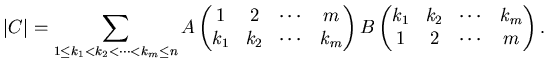 $|C| = \sum_{1 \le k_1 < k_2 < \cdots < k_m \le n} A \begin{pmatrix} 1 & 2 & \cdots & m \\ k_1 & k_2 & \cdots & k_m \end{pmatrix} B \begin{pmatrix} k_1 & k_2 & \cdots & k_m \\ 1 & 2 & \cdots & m \end{pmatrix}.$